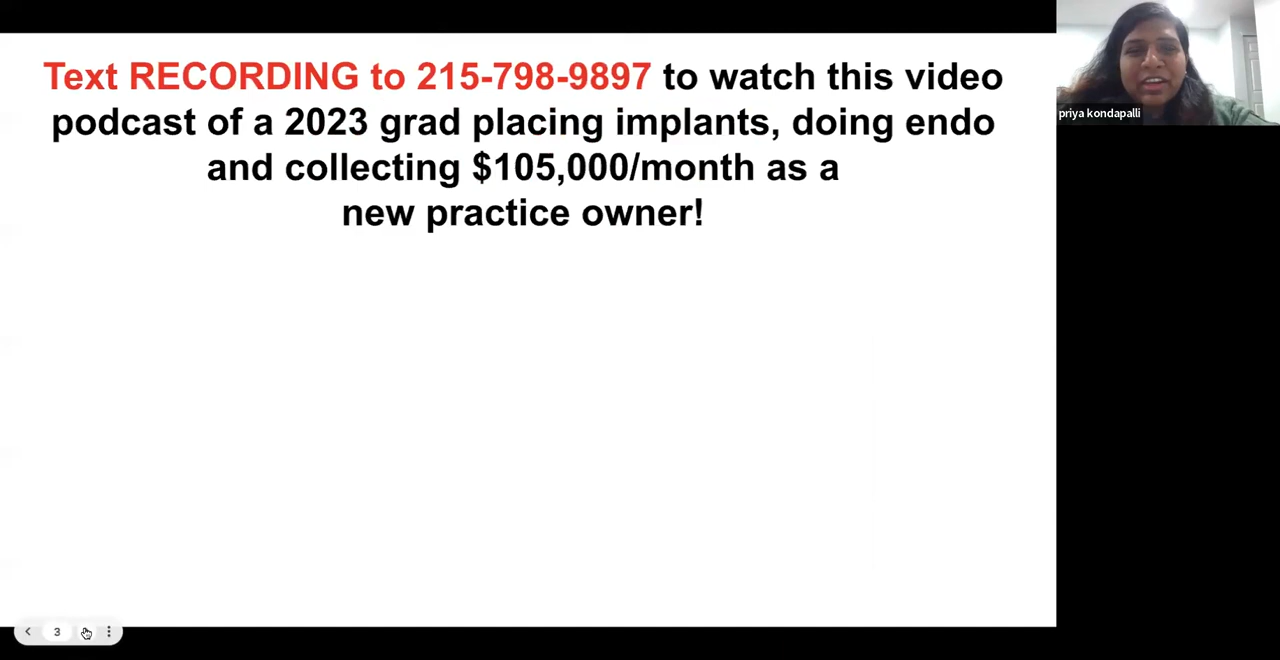 Text RECORDING to 215-798-9897 to watch this video
podcast of a 2023 grad placing implants, doing endo
and collecting $105,000/month as a
new practice owner!
priya kondapalli
3